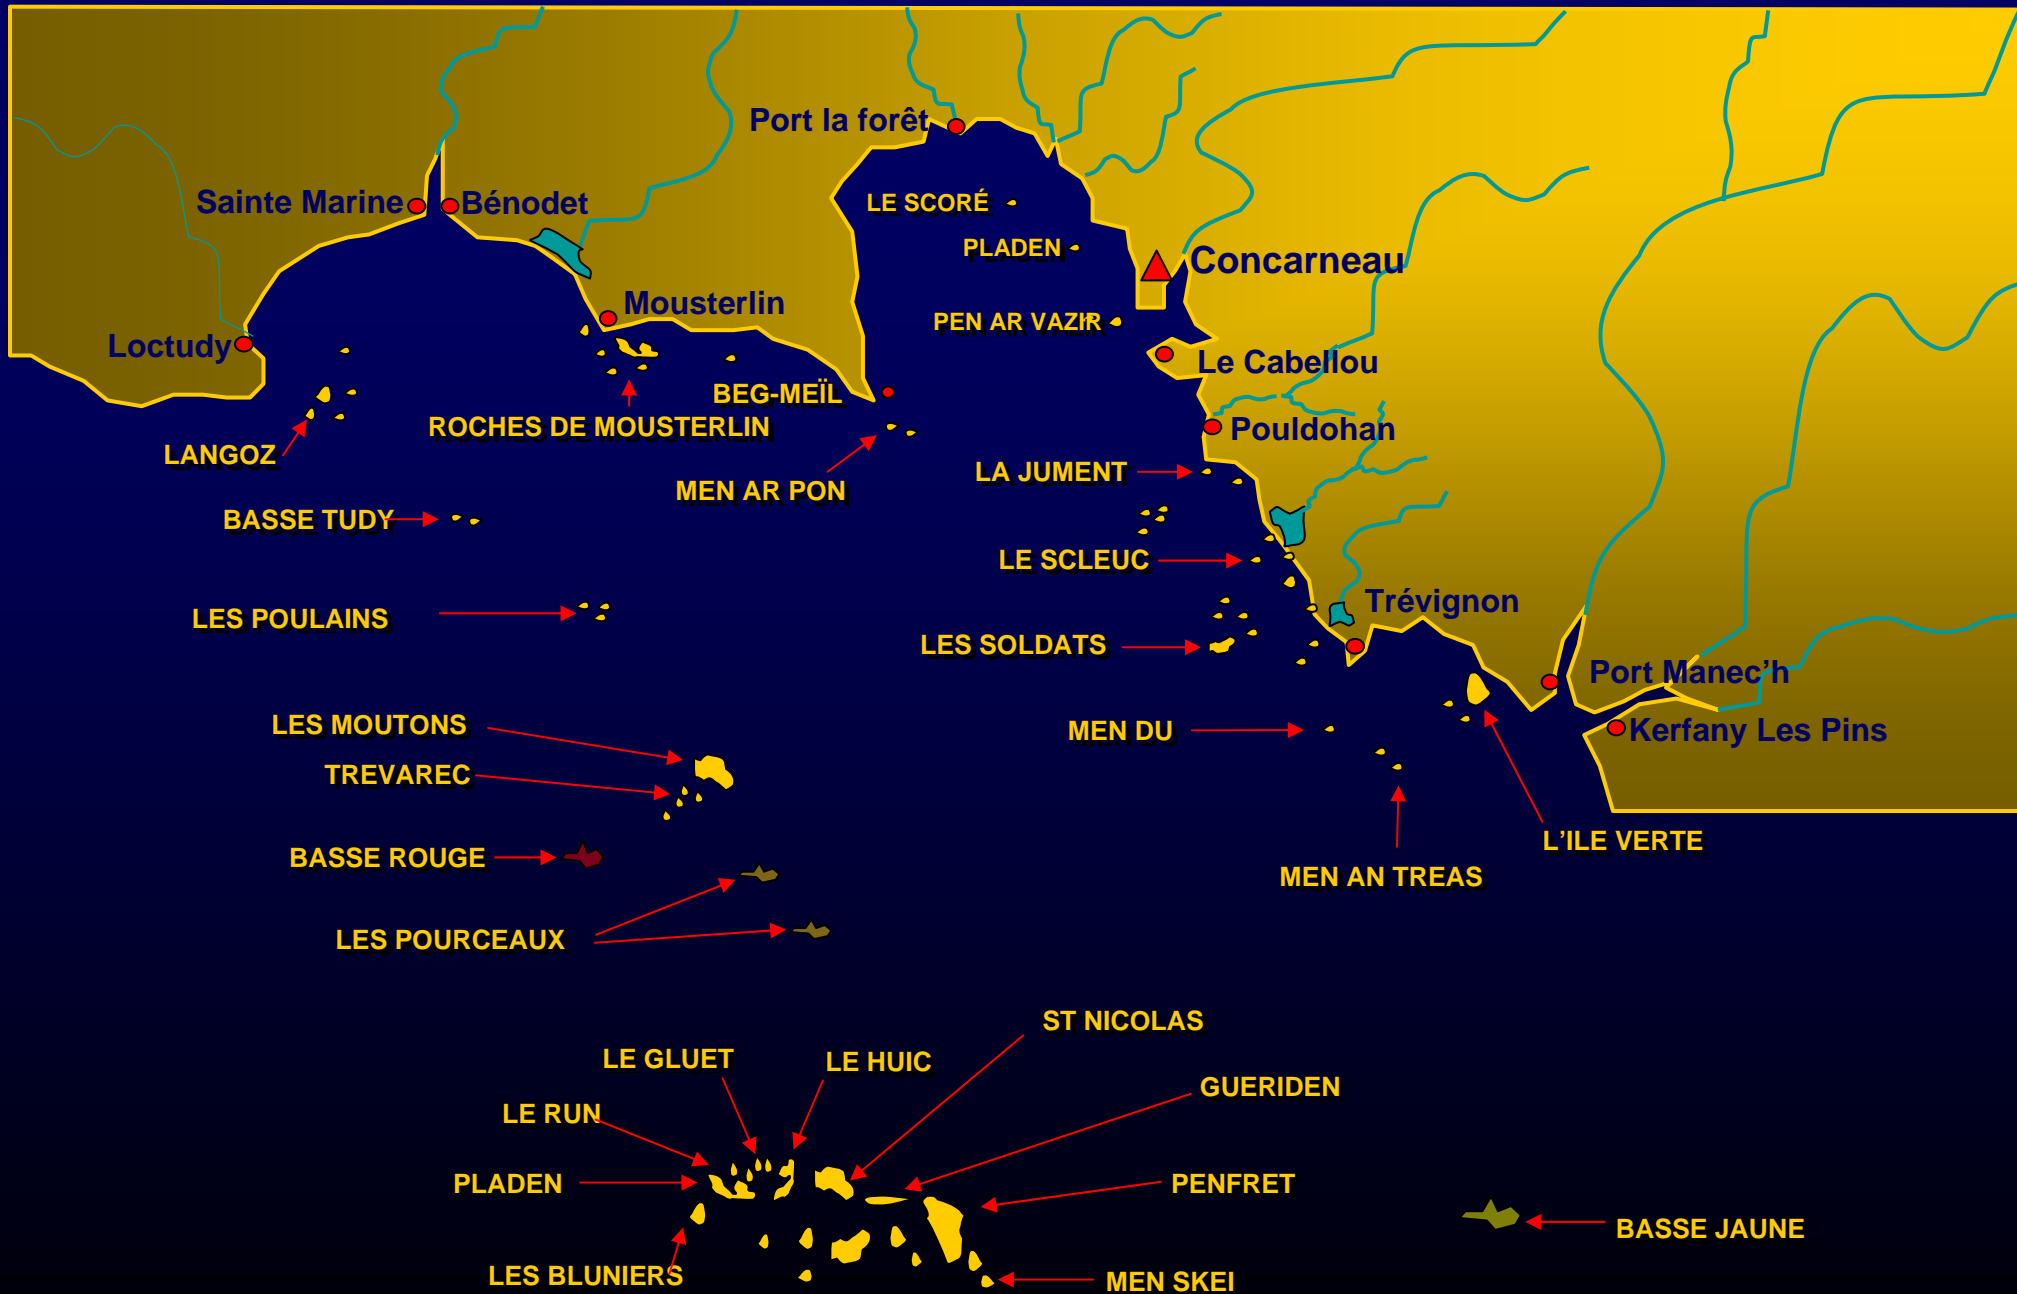 Port la forêt
Sainte Marine
Bénodet
LE SCORÉ
PLADEN
Concarneau
Mousterlin
PEN AR VAZIR
Loctudy
Le Cabellou
BEG-MEÏL
ROCHES DE MOUSTERLIN
Pouldohan
LANGOZ
LA JUMENT
MEN AR PON
BASSE TUDY
LE SCLEUC
Trévignon
LES POULAINS
LES SOLDATS
Port Manec’h
LES MOUTONS
MEN DU
Kerfany Les Pins
TREVAREC
L’ILE VERTE
BASSE ROUGE
MEN AN TREAS
LES POURCEAUX
ST NICOLAS
LE GLUET
LE HUIC
GUERIDEN
LE RUN
PLADEN
PENFRET
BASSE JAUNE
LES BLUNIERS
MEN SKEI